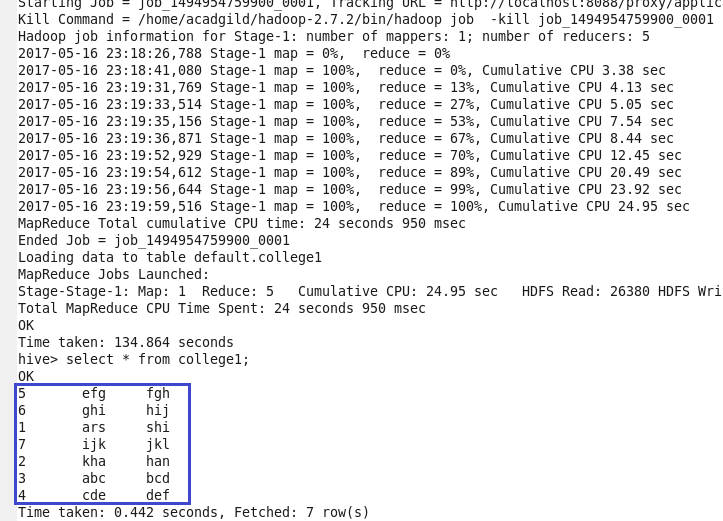 Starting Job = job_1494954759900_0001, Tracking URL = http://localhost:8088/proxy/applic
Kill Command = /home/acadgild/hadoop-2.7.2/bin/hadoop job  -kill job_1494954759900_0001
Hadoop job information for Stage-1: number of mappers: 1; number of reducers: 5
2017-05-16 23:18:26,788 Stage-1 map = 0%,  reduce = 0%
2017-05-16 23:18:41,080 Stage-1 map = 100%,  reduce = 0%, Cumulative CPU 3.38 sec
2017-05-16 23:19:31,769 Stage-1 map = 100%,  reduce = 13%, Cumulative CPU 4.13 sec
2017-05-16 23:19:33,514 Stage-1 map = 100%,  reduce = 27%, Cumulative CPU 5.05 sec
2017-05-16 23:19:35,156 Stage-1 map = 100%,  reduce = 53%, Cumulative CPU 7.54 sec
2017-05-16 23:19:36,871 Stage-1 map = 100%,  reduce = 67%, Cumulative CPU 8.44 sec
2017-05-16 23:19:52,929 Stage-1 map = 100%,  reduce = 70%, Cumulative CPU 12.45 sec
2017-05-16 23:19:54,612 Stage-1 map = 100%,  reduce = 89%, Cumulative CPU 20.49 sec
2017-05-16 23:19:56,644 Stage-1 map = 100%,  reduce = 99%, Cumulative CPU 23.92 sec
2017-05-16 23:19:59,516 Stage-1 map = 100%,  reduce = 100%, Cumulative CPU 24.95 sec
MapReduce Total cumulative CPU time: 24 seconds 950 msec
Ended Job = job_1494954759900_0001
Loading data to table default.college1
MapReduce Jobs Launched:
Stage-Stage-1: Map: 1  Reduce: 5   Cumulative CPU: 24.95 sec   HDFS Read: 26380 HDFS Wri
Total MapReduce CPU Time Spent: 24 seconds 950 msec
OK
Time taken: 134.864 seconds
hive> select * from college1;
OK
5       efg     fgh
6       ghi     hij
1       ars     shi
7       ijk     jkl
2       kha     han
3       abc     bcd
4       cde     def
Time taken: 0.442 seconds, Fetched: 7 row(s)